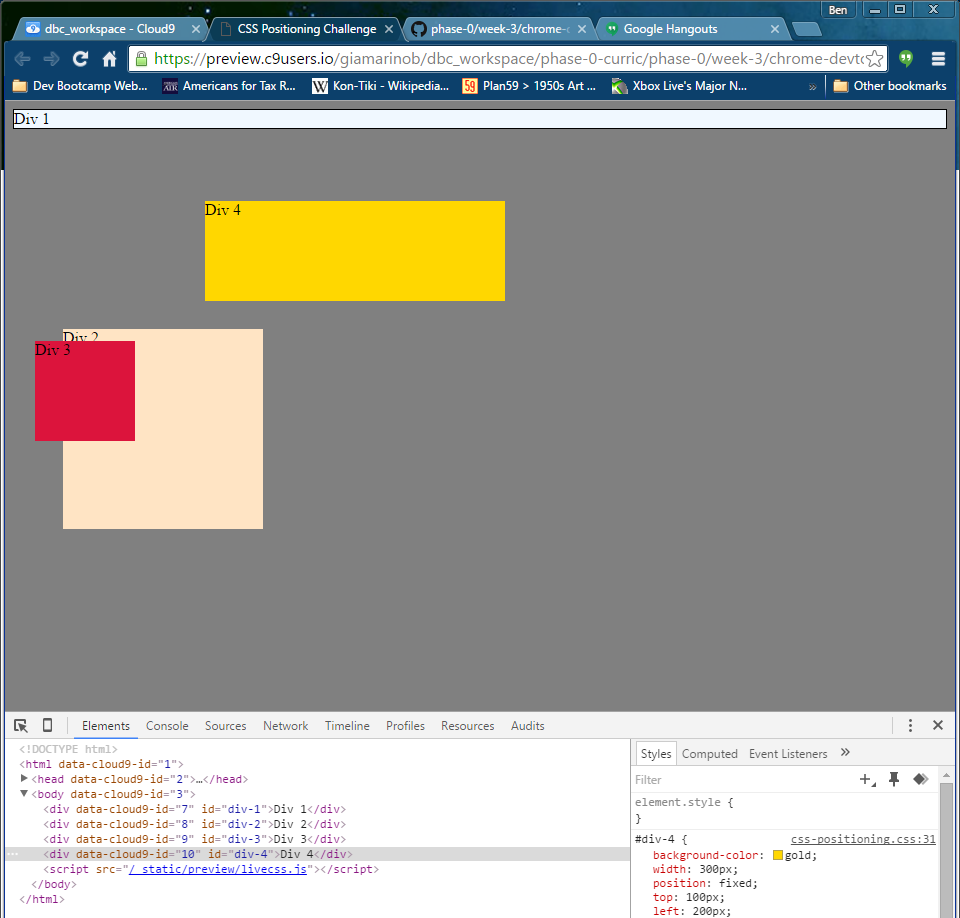 Ben
dbc_workspace - Cloud9
CSS Positioning Challenge
phase-0/week-3/chrome-
Google Hangouts
https://preview.c9users.io/giamarinob/dbc_workspace/phase-0-curric/phase-0/week-3/chrome-devto
Dev Bootcamp Web...
Americans for Tax R...
W Kon-Tiki - Wikipedia...
59 Plan59 > 1950s Art ...
Xbox Live's Major N...
»
Other bookmarks
Div 1
Div 4
Div 2
Div 3
Elements Console Sources Network Timeline Profiles Resources Audits
<!DOCTYPE html>
<html data-cloud9-id="1">
<head data-cloud9-id="2">…</head>
<body data-cloud9-id="3">
<div data-cloud9-id="7" id="div-1">Div 1</div>
<div data-cloud9-id="8" id="div-2">Div 2</div>
<div data-cloud9-id="9" id="div-3">Div 3</div>
<div data-cloud9-id="10" id="div-4">Div 4</div>
<script src="/_static/preview/livecss.js"></script>
</body>
</html>
Styles Computed Event Listeners »
Filter
element.style {
}
#div-4 { css-positioning.css:31
background-color: gold;
width: 300px;
position: fixed;
top: 100px;
left: 200px;